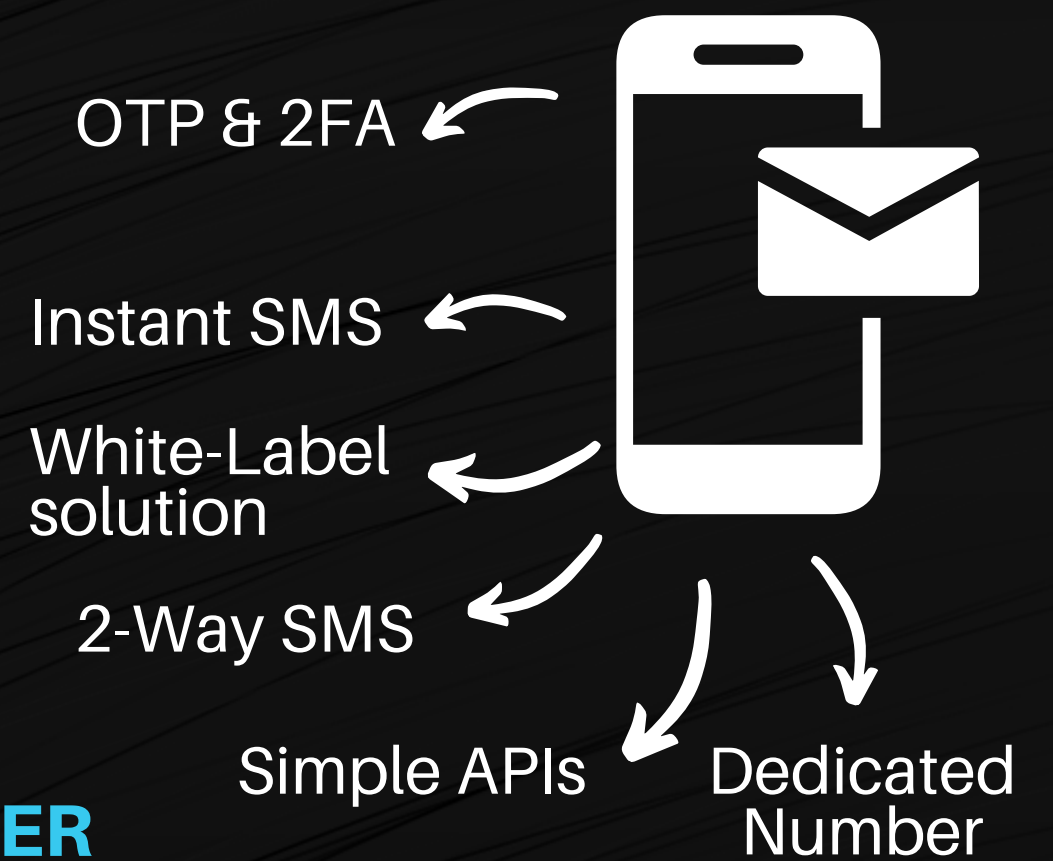 OTP & 2FA
Instant SMS
White-Label
solution
2-Way SMS
Simple APIs
Dedicated
Number
ER